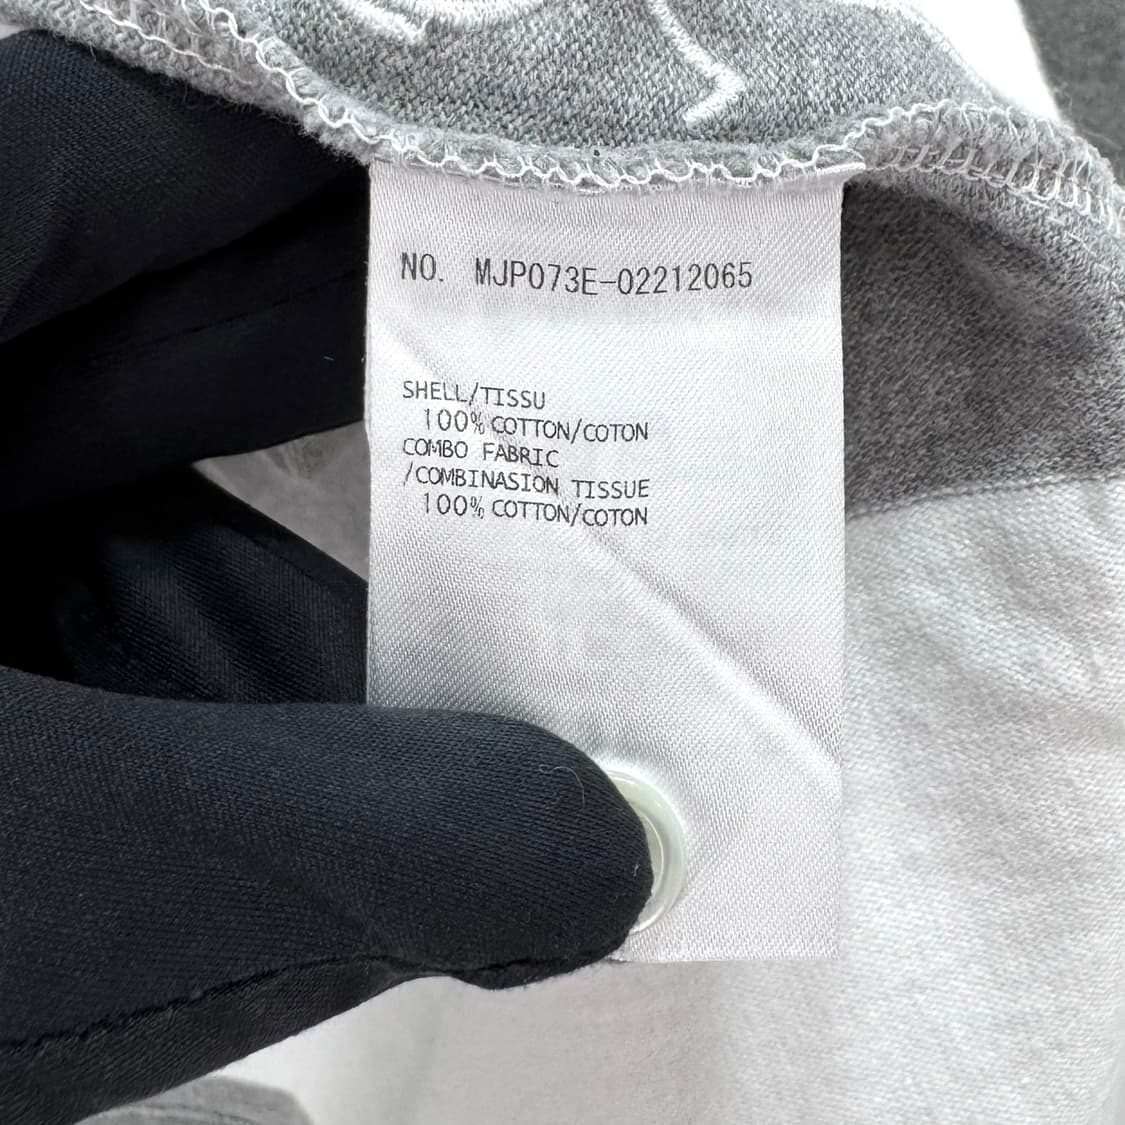 NO. MJP073E-02212065
SHELL/TISSU
100% COTTON/COTON
COMBO FABRIC
/COMBINASION TISSUE
100% COTTON/COTON